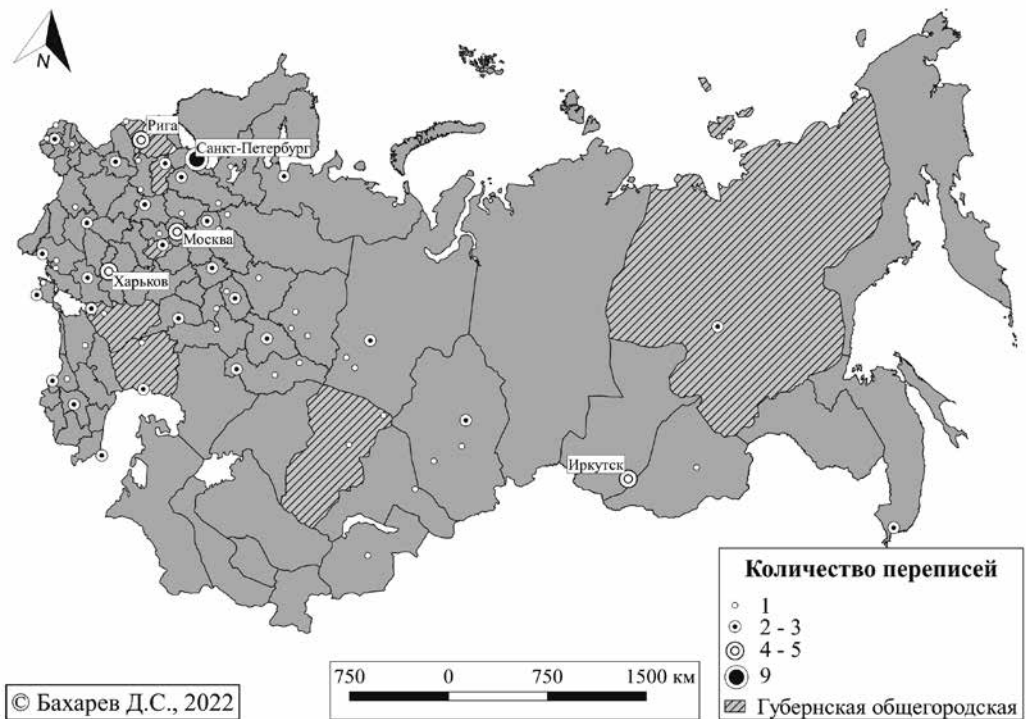 N
Рига
Санкт-Петербург
Москва
Харьков
Иркутск
Количество переписей
1
2 - 3
4 - 5
9
Губернская общегородская
750 0 750 1500 км
© Бахарев Д.С., 2022